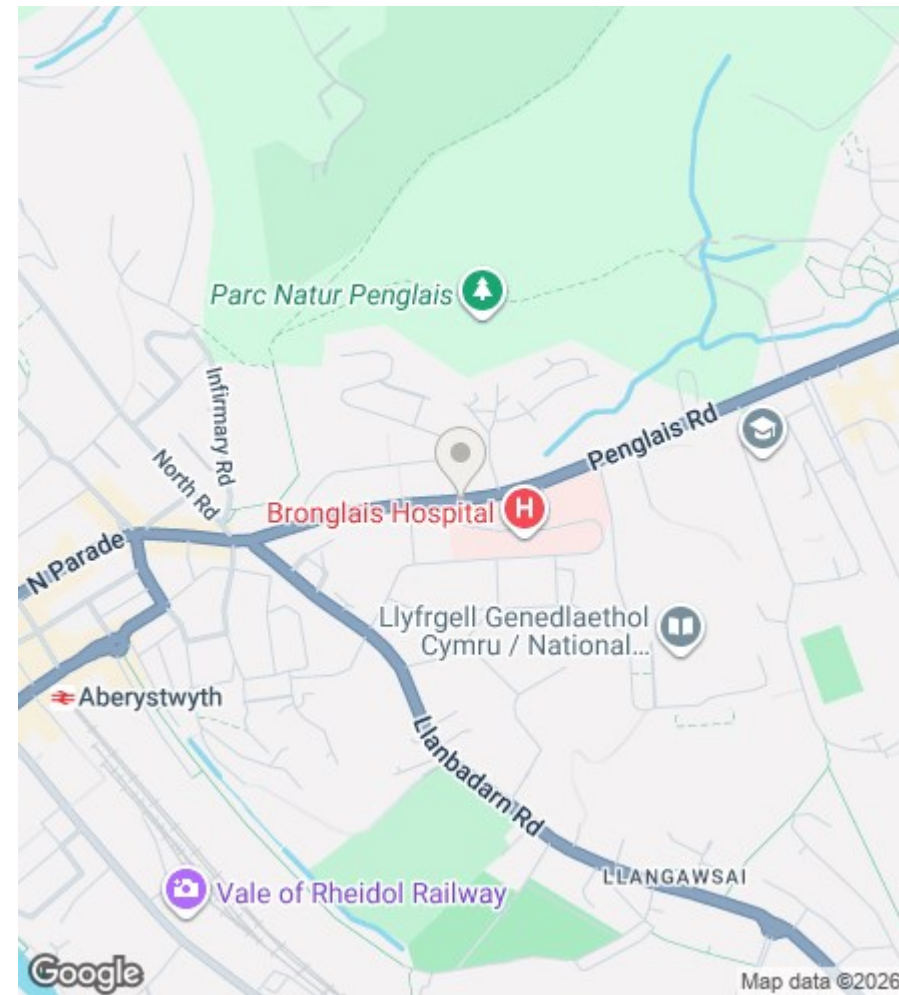 Parc Natur Penglais
Infirmary Rd
North Rd
Penglais Rd
Bronglais Hospital
H
N Parade
Llyfrgell Genedlaethol
Cymru / National...
Aberystwyth
Llanbadarn Rd
LLANGAWSAI
Vale of Rheidol Railway
Google
Map data ©2026